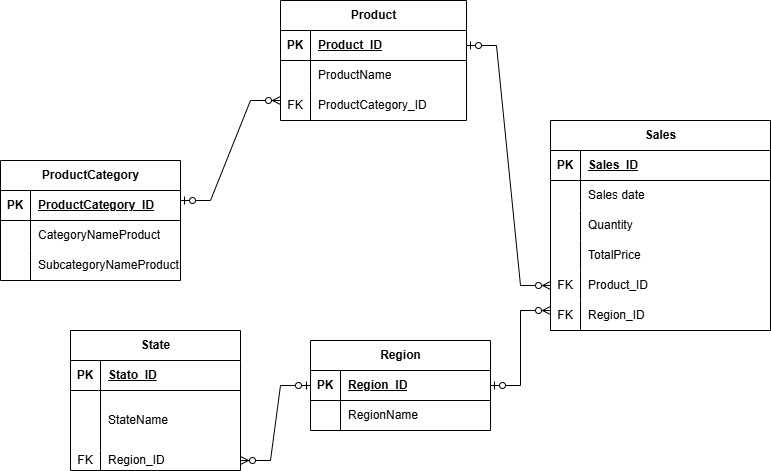 Product
PK Product_ID
ProductName
FK ProductCategory_ID
ProductCategory
PK ProductCategory_ID
CategoryNameProduct
SubcategoryNameProduct
Sales
PK Sales_ID
Sales date
Quantity
TotalPrice
FK Product_ID
FK Region_ID
State
PK Stato_ID
StateName
FK Region_ID
Region
PK Region_ID
RegionName